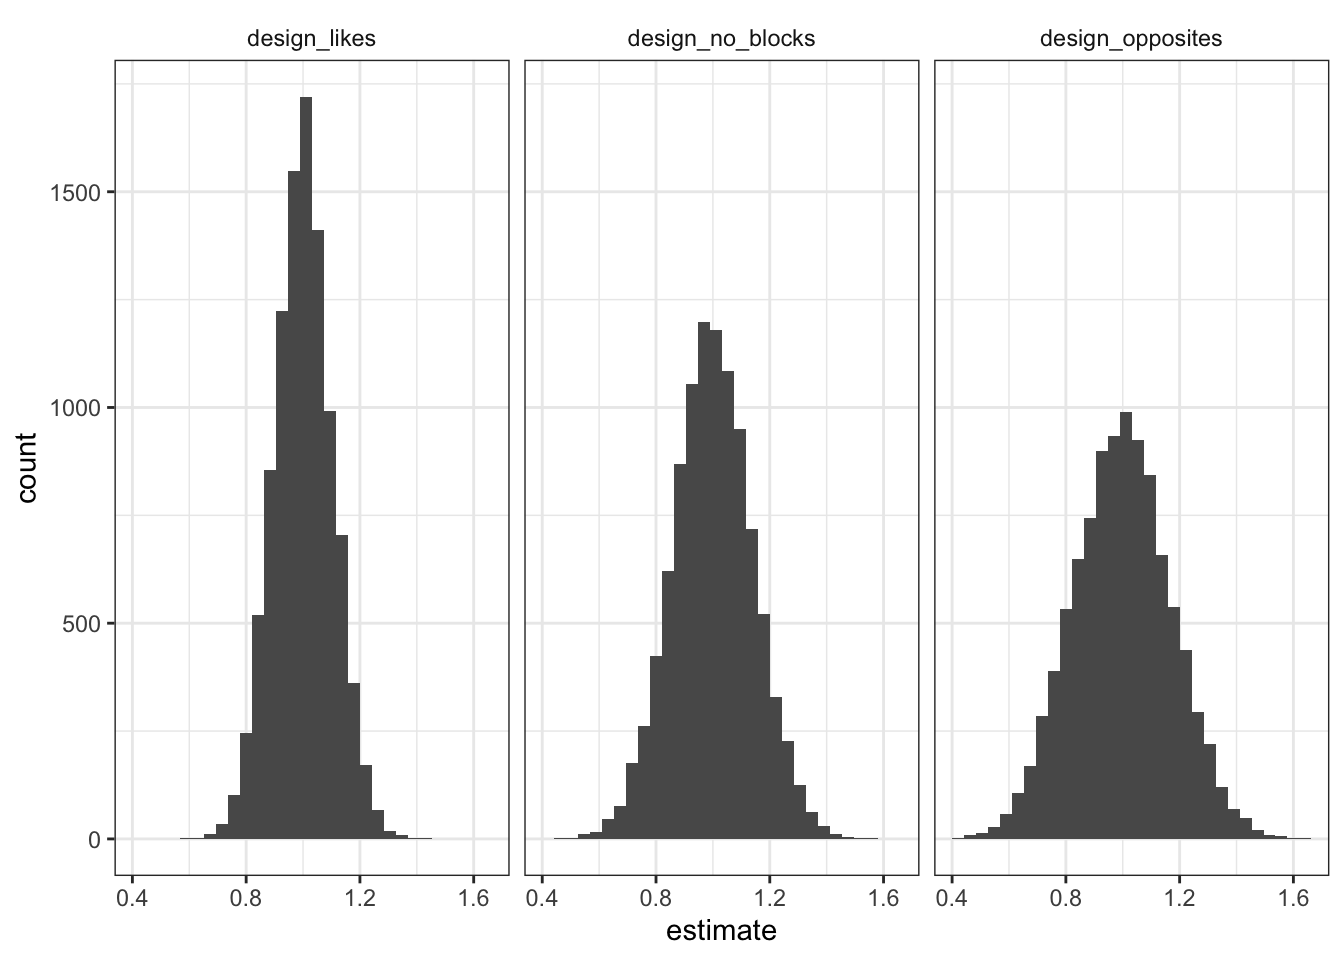 design_likes design_no_blocks design_opposites
1500
1000
500
0
count
0.4 0.8 1.2 1.6 0.4 0.8 1.2 1.6 0.4 0.8 1.2 1.6
estimate